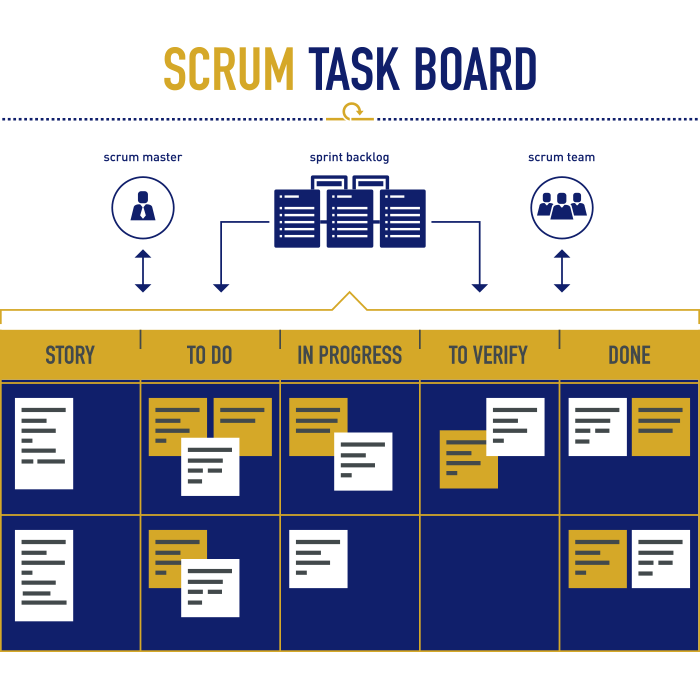 SCRUM TASK BOARD
scrum master
sprint backlog
scrum team
STORY
TO DO
IN PROGRESS
TO VERIFY
DONE